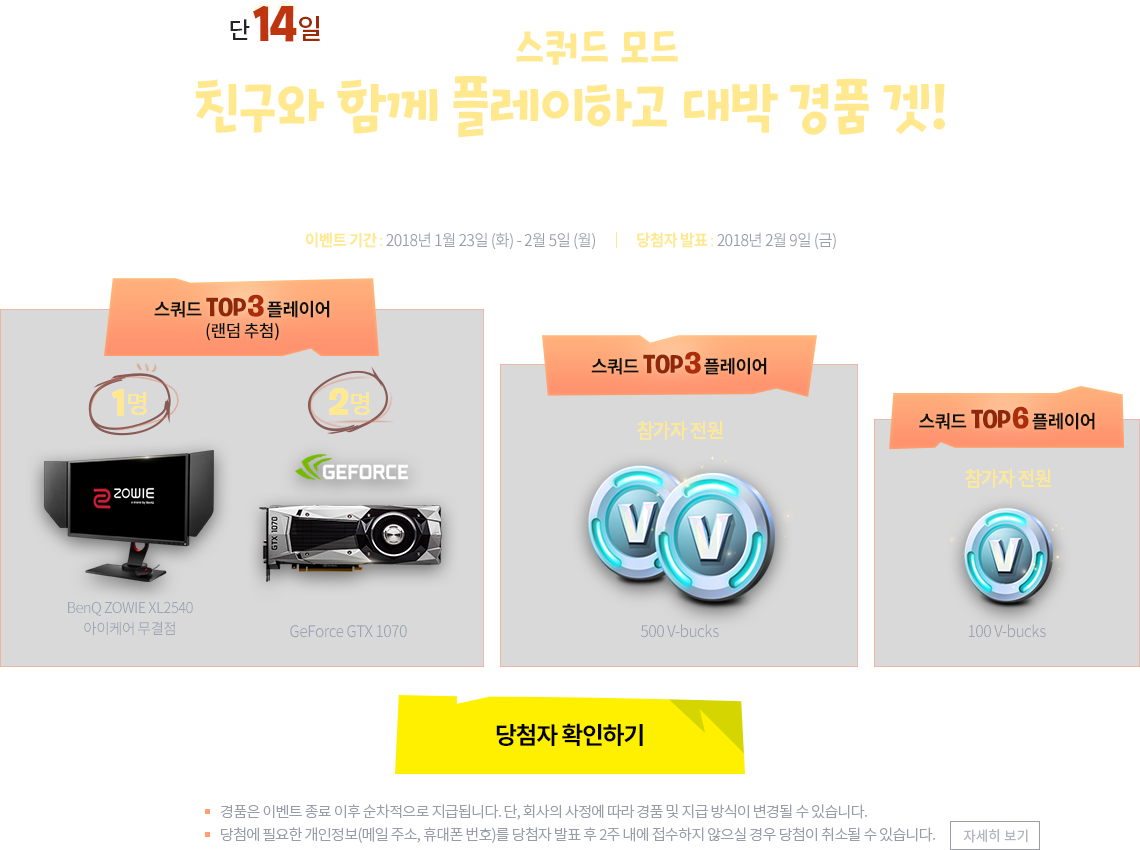 단 14일
스쿼드 모드
친구와 함께 플레이하고 대박 경품 겟!
이벤트 기간 : 2018년 1월 23일 (화) - 2월 5일 (월) | 당첨자 발표 : 2018년 2월 9일 (금)
스쿼드 TOP3 플레이어
(랜덤 추첨)
1명
2명
ZOWIE
GEFORCE
GTX 1070
BenQ ZOWIE XL2540
아이케어 무결점
GeForce GTX 1070
스쿼드 TOP3 플레이어
참가자 전원
V
V
500 V-bucks
스쿼드 TOP6 플레이어
참가자 전원
V
100 V-bucks
당첨자 확인하기
경품은 이벤트 종료 이후 순차적으로 지급됩니다. 단, 회사의 사정에 따라 경품 및 지급 방식이 변경될 수 있습니다.
당첨에 필요한 개인정보(메일 주소, 휴대폰 번호)를 당첨자 발표 후 2주 내에 접수하지 않으실 경우 당첨이 취소될 수 있습니다. 자세히 보기